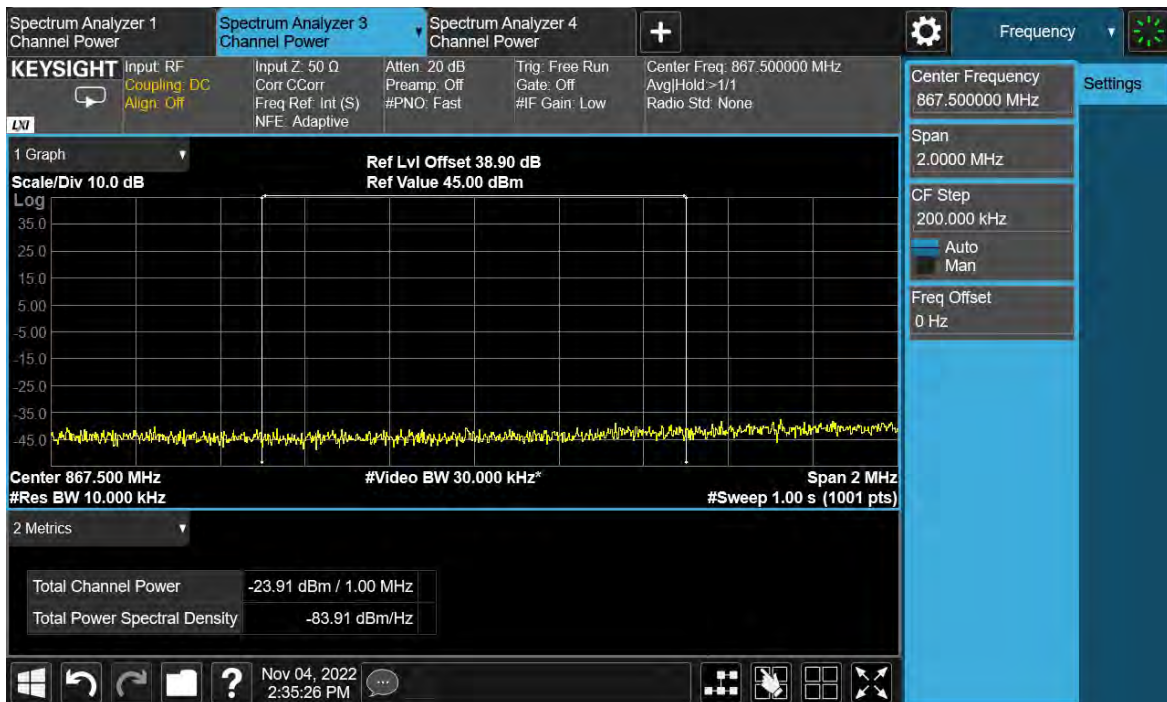 Spectrum Analyzer 1
Channel Power
Spectrum Analyzer 3
Channel Power
Spectrum Analyzer 4
Channel Power
+
Frequency
KEYSIGHT
LXI
Input: RF
Coupling: DC
Align: Off
Input Z: 50 Ω
Corr CCorr
Freq Ref: Int (S)
NFE: Adaptive
Atten: 20 dB
Preamp: Off
#PNO: Fast
Trig: Free Run
Gate: Off
#IF Gain: Low
Center Freq: 867.500000 MHz
Avg|Hold:>1/1
Radio Std: None
Center Frequency
867.500000 MHz
Settings
Span
2.0000 MHz
CF Step
200.000 kHz
Auto
Man
Freq Offset
0 Hz
1 Graph
Scale/Div 10.0 dB
Ref Lvl Offset 38.90 dB
Ref Value 45.00 dBm
Log
35.0
25.0
15.0
5.00
-5.00
-15.0
-25.0
-35.0
-45.0
Center 867.500 MHz
#Video BW 30.000 kHz*
Span 2 MHz
#Res BW 10.000 kHz
#Sweep 1.00 s (1001 pts)
2 Metrics
Total Channel Power -23.91 dBm / 1.00 MHz
Total Power Spectral Density -83.91 dBm/Hz
?
Nov 04, 2022
2:35:26 PM